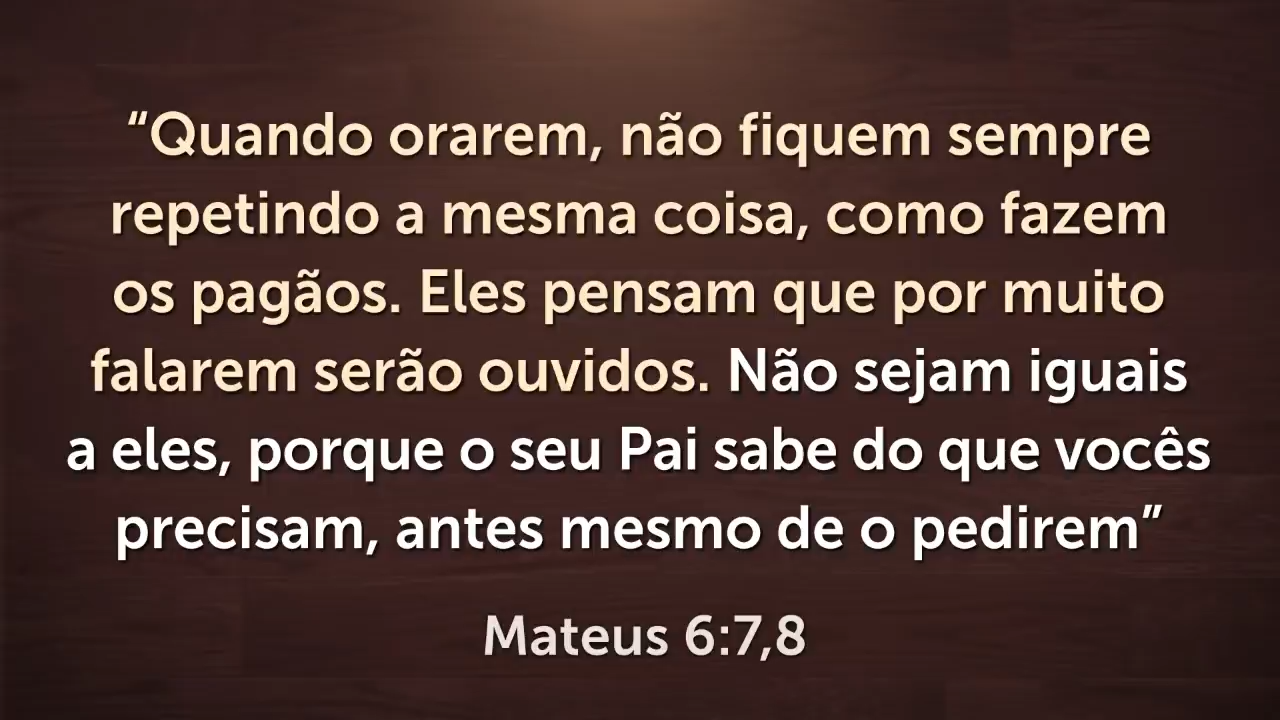 “Quando orarem, não fiquem sempre
repetindo a mesma coisa, como fazem
os pagãos. Eles pensam que por muito
falarem serão ouvidos. Não sejam iguais
a eles, porque o seu Pai sabe do que vocês
precisam, antes mesmo de o pedirem”
Mateus 6:7,8